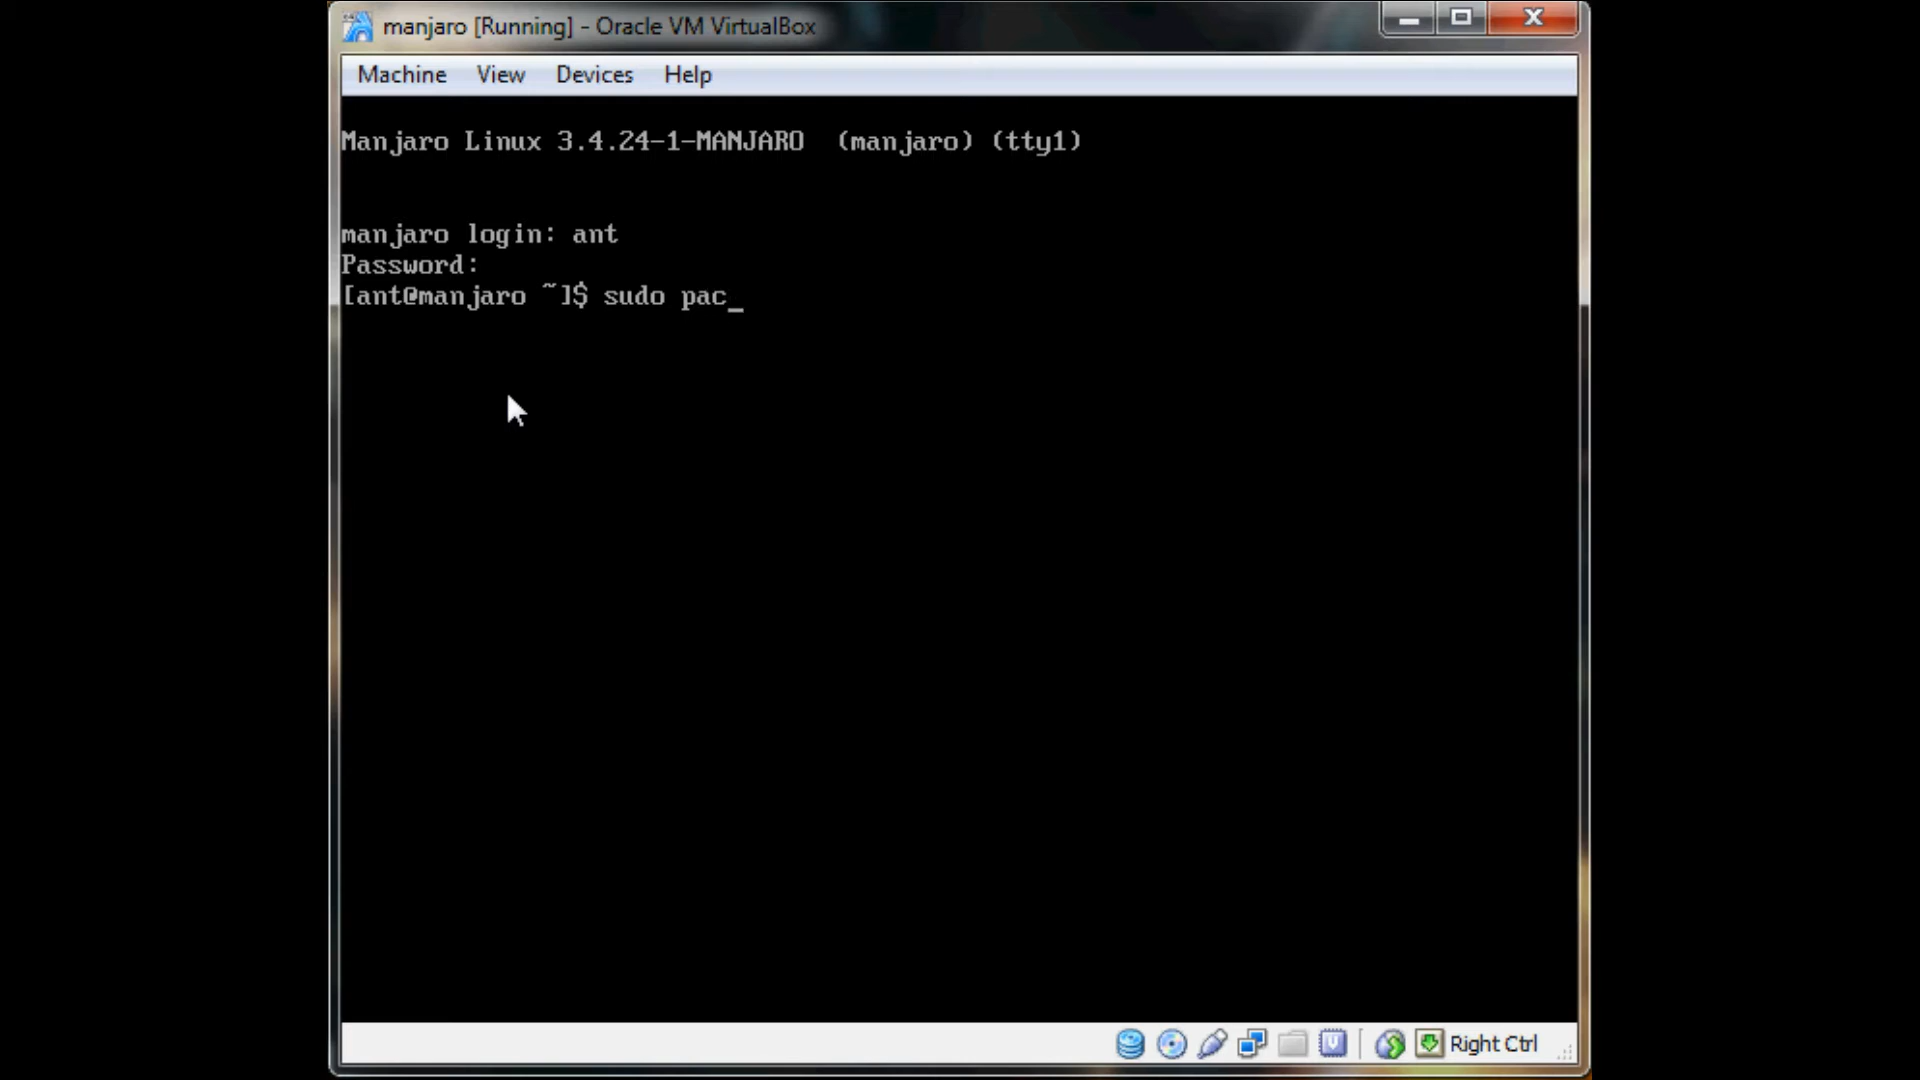 manjaro [Running] - Oracle VM VirtualBox
Machine View Devices Help
Manjaro Linux 3.4.24-1-MANJARO (manjaro) (tty1)
manjaro login: ant
Password:
[ant@manjaro ~]$ sudo pac_
Right Ctrl